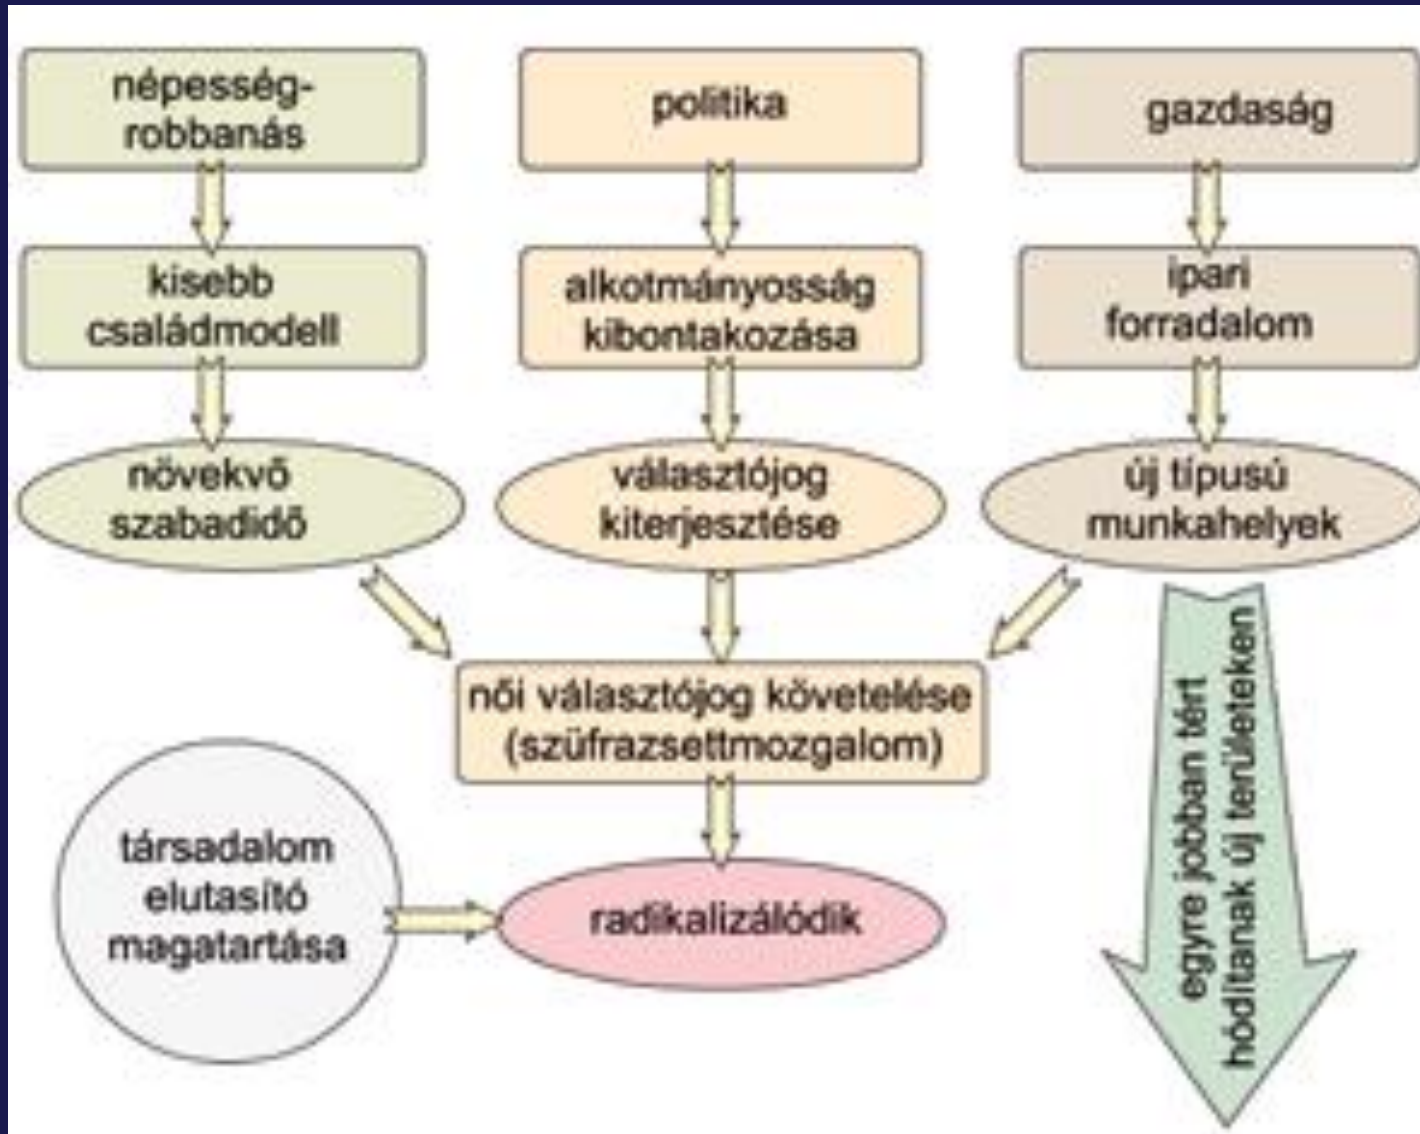 népesség-
robbanás
politika
gazdaság
kisebb
családmodell
alkotmányosság
kibontakozása
ipari
forradalom
növekvő
szabadidő
választójog
kiterjesztése
új típusú
munkahelyek
női választójog követelése
(szüfrazsettmozgalom)
társadalom
elutasító
magatartása
radikalizálódik
egyre jobban tért
hódítanak új területeken